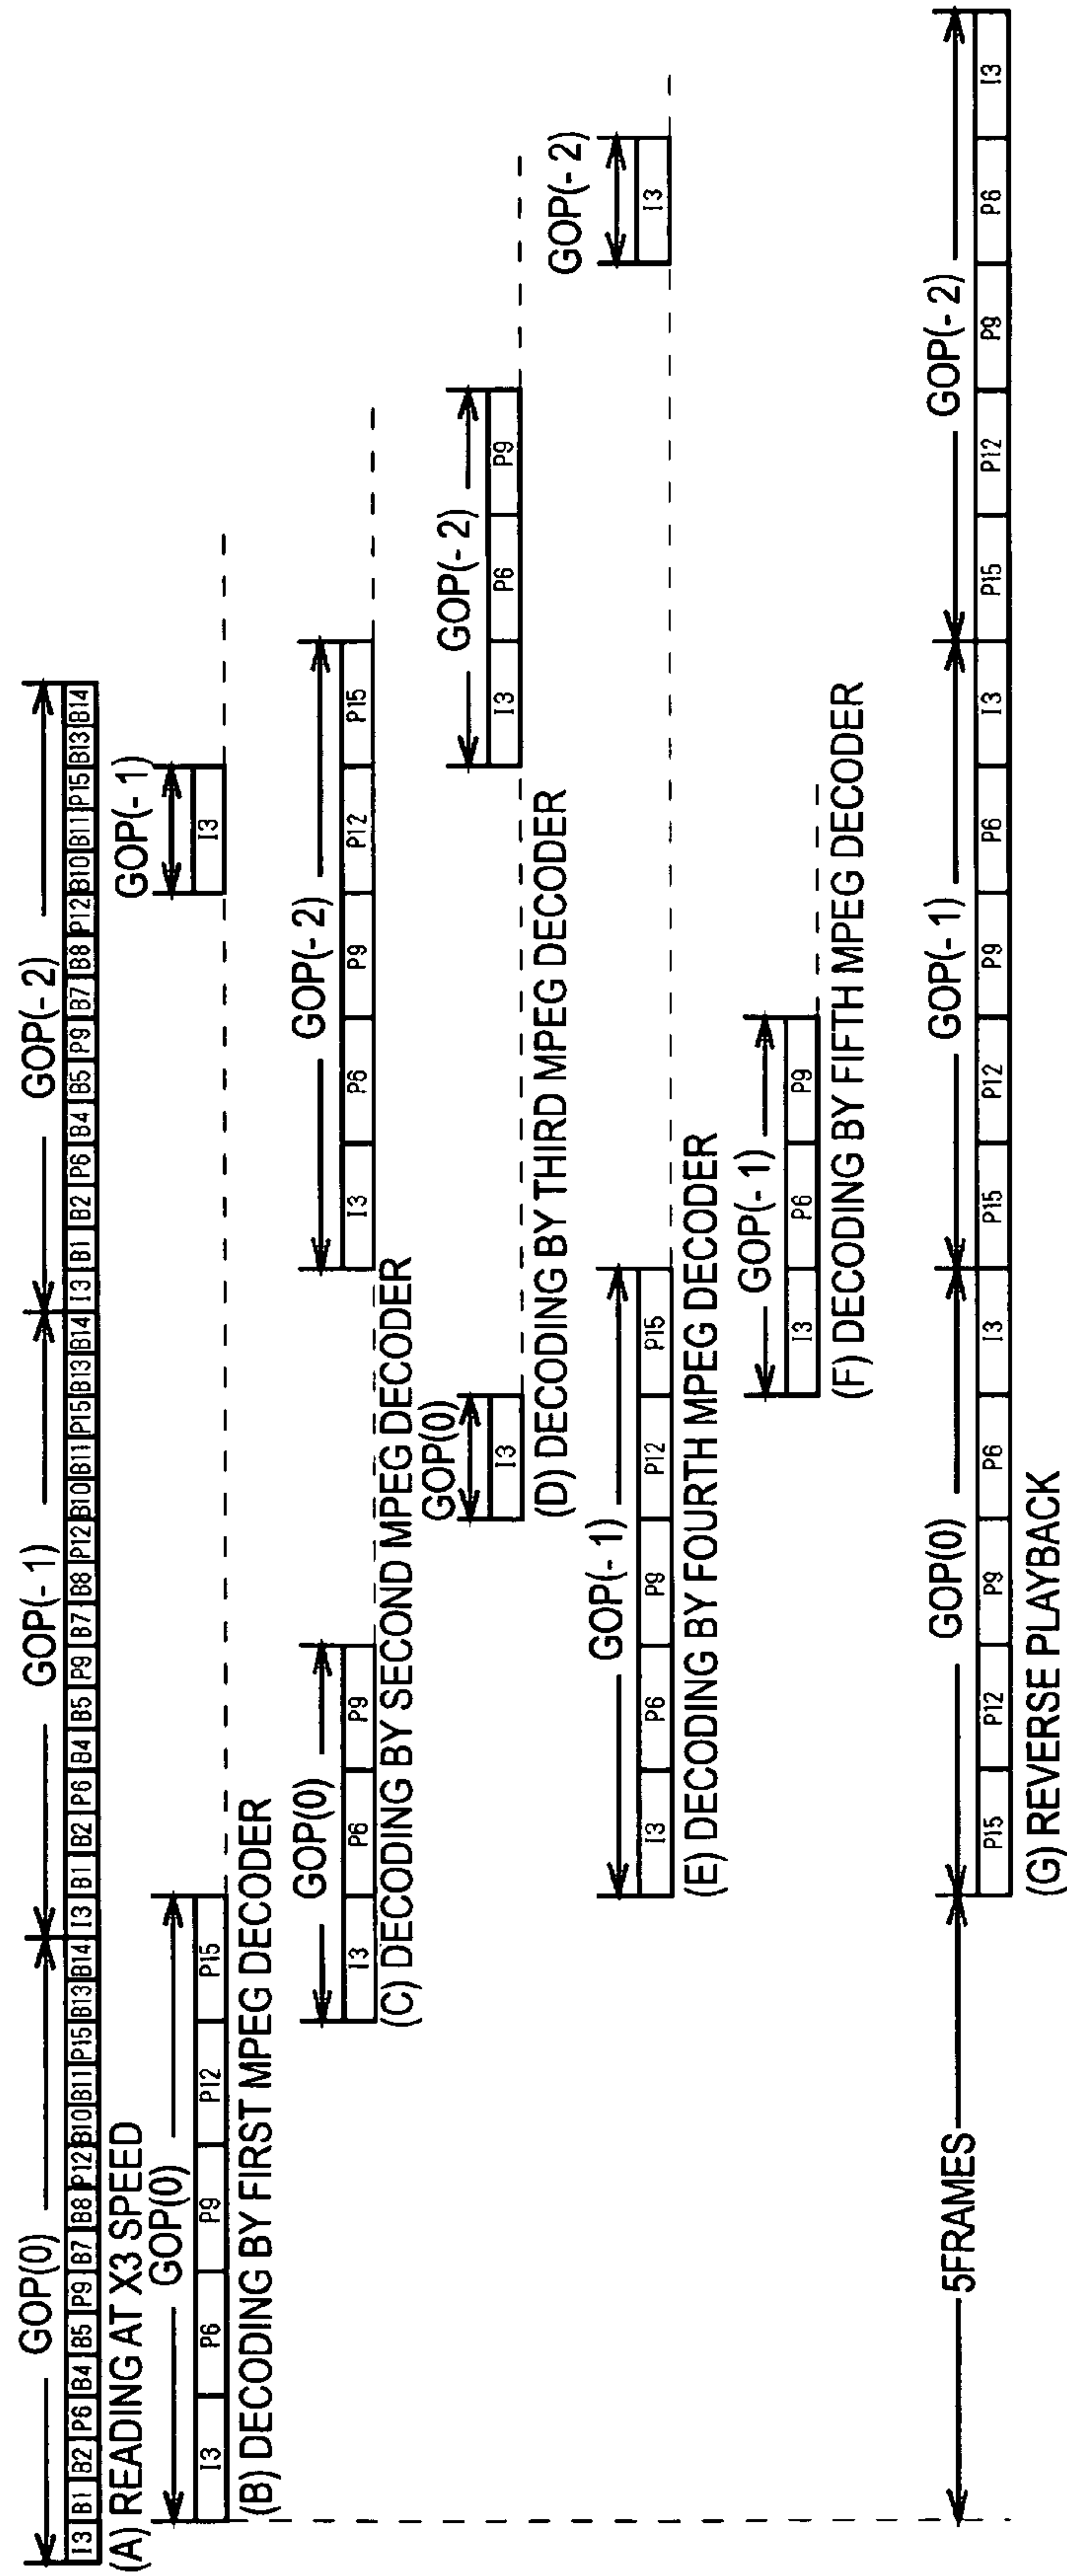 GOP(0) GOP(- 1) GOP(- 2)
I3 B1 B2 P6 B4 B5 P9 B7 B8 P12 B10 B11 P15 B13 B14 I3 B1 B2 P6 B4 B5 P9 B7 B8 P12 B10 B11 P15 B13 B14 I3 B1 B2 P6 B4 B5 P9 B7 B8 P12 B10 B11 P15 B13 B14
(A) READING AT X3 SPEED
GOP(0) GOP(- 1)
I3 P6 P9 P12 P15 I3
(B) DECODING BY FIRST MPEG DECODER
GOP(0) GOP(- 2)
I3 P6 P9 I3 P6 P9 P12 P15
(C) DECODING BY SECOND MPEG DECODER
GOP(0) GOP(- 2)
I3 I3 P6 P9
(D) DECODING BY THIRD MPEG DECODER
GOP(- 1) GOP(- 2)
I3 P6 P9 P12 P15 I3
(E) DECODING BY FOURTH MPEG DECODER
GOP(- 1)
I3 P6 P9
(F) DECODING BY FIFTH MPEG DECODER
5FRAMES GOP(0) GOP(- 1) GOP(- 2)
P15 P12 P9 P6 I3 P15 P12 P9 P6 I3 P15 P12 P9 P6 I3
(G) REVERSE PLAYBACK